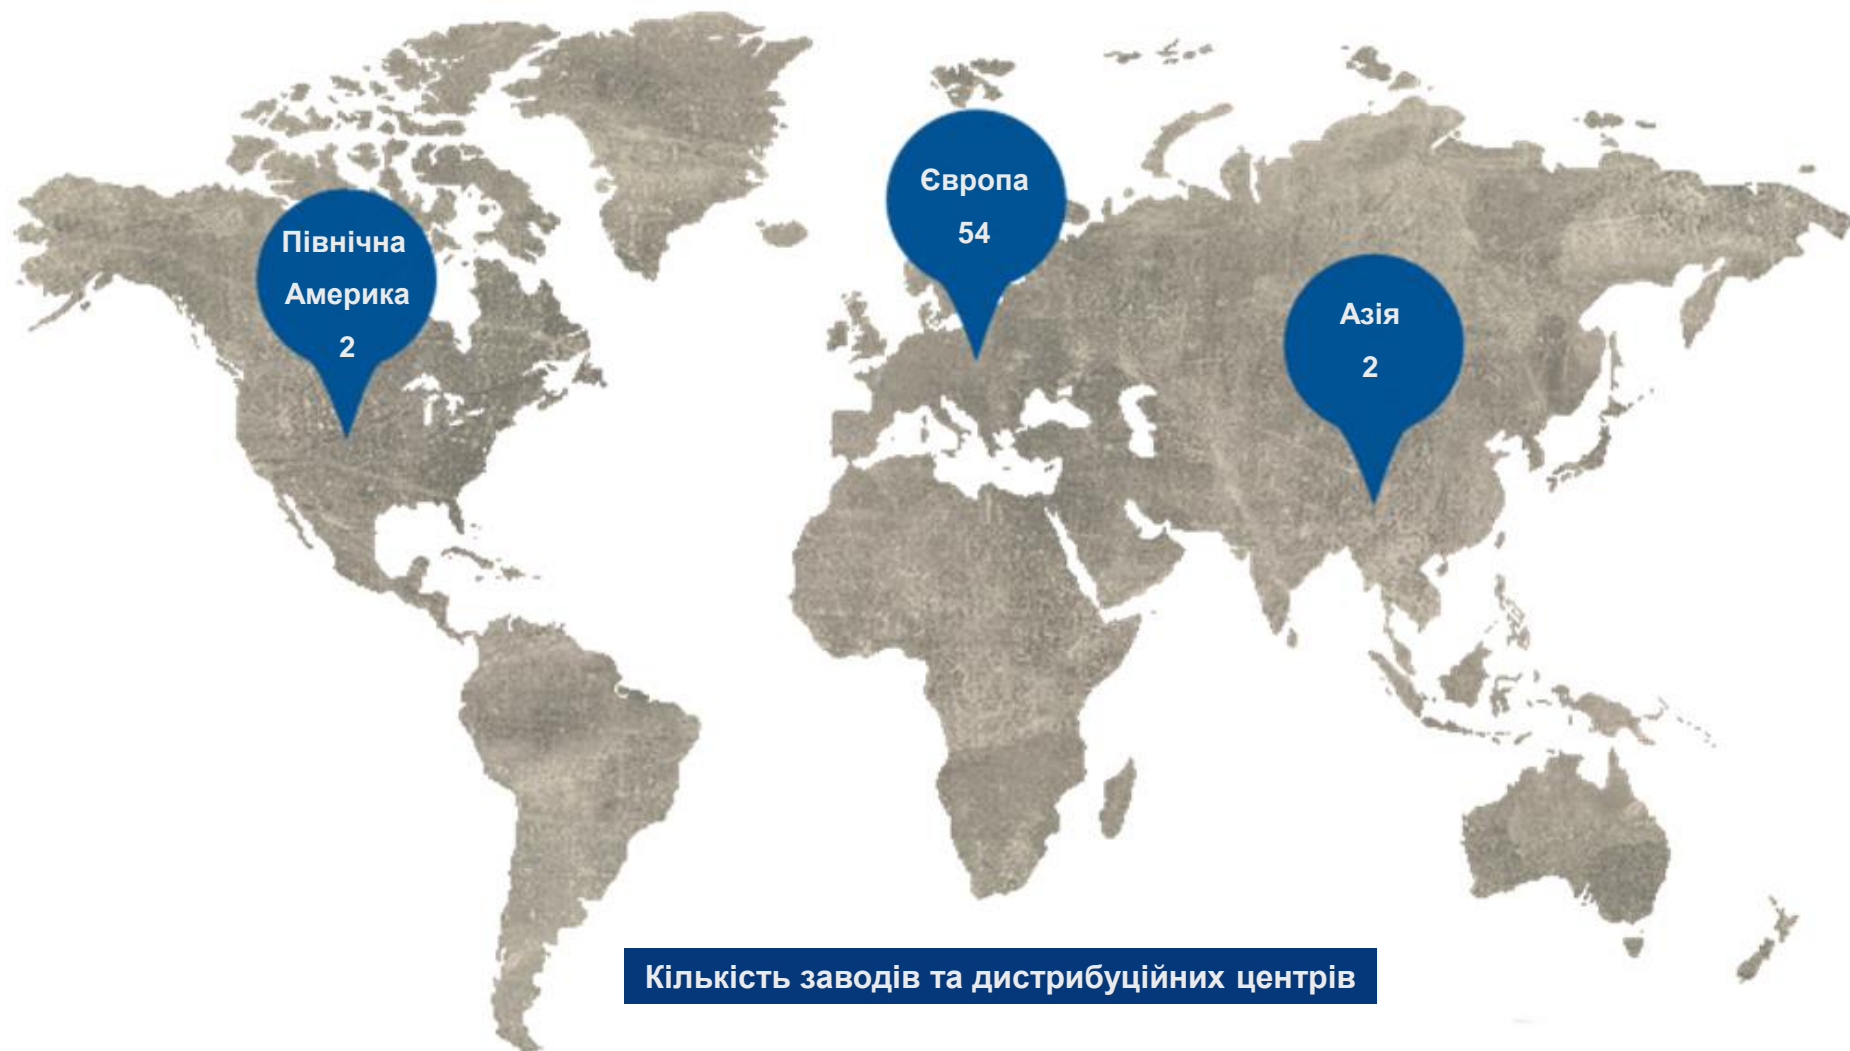 Північна
Америка
2
Європа
54
Азія
2
Кількість заводів та дистрибуційних центрів